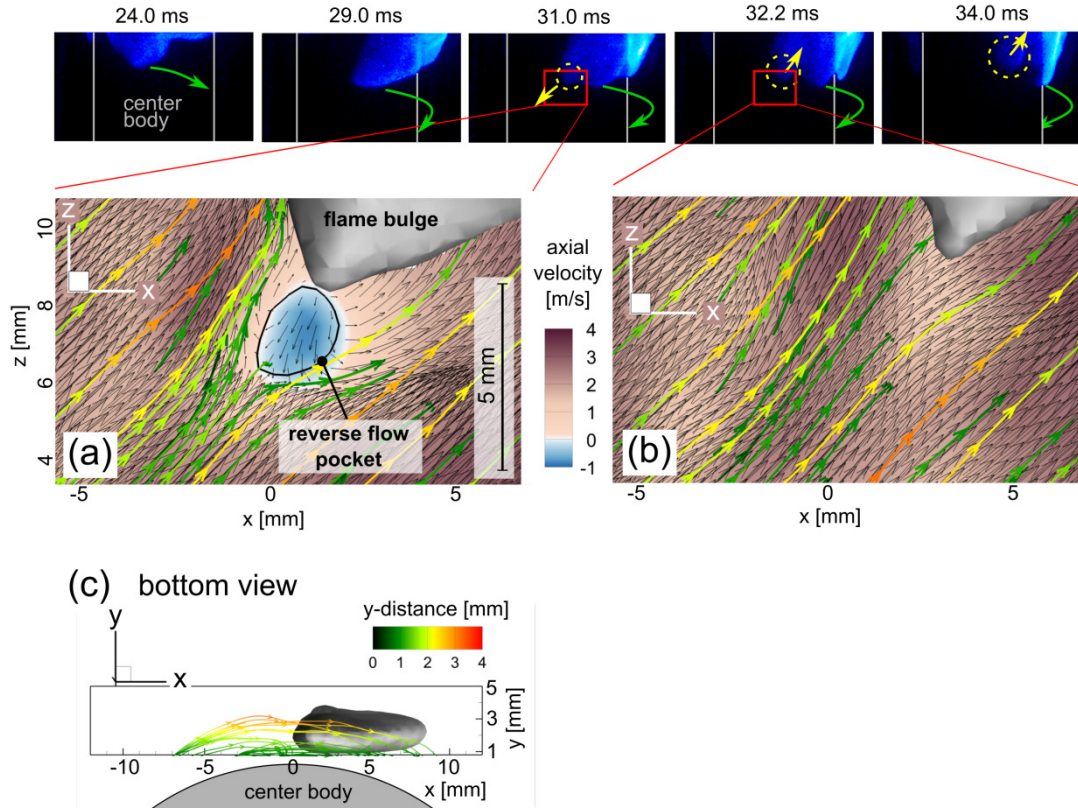 24.0 ms
29.0 ms
31.0 ms
32.2 ms
34.0 ms
center
body
z
x
flame bulge
reverse flow
pocket
5 mm
(a)
z [mm]
10
8
6
4
-5
0
5
x [mm]
axial
velocity
[m/s]
4
3
2
1
0
-1
z
x
(b)
-5
0
5
x [mm]
(c) bottom view
y-distance [mm]
0 1 2 3 4
y
x
5
3
1
y [mm]
-10 -5 0 5 10
x [mm]
center body